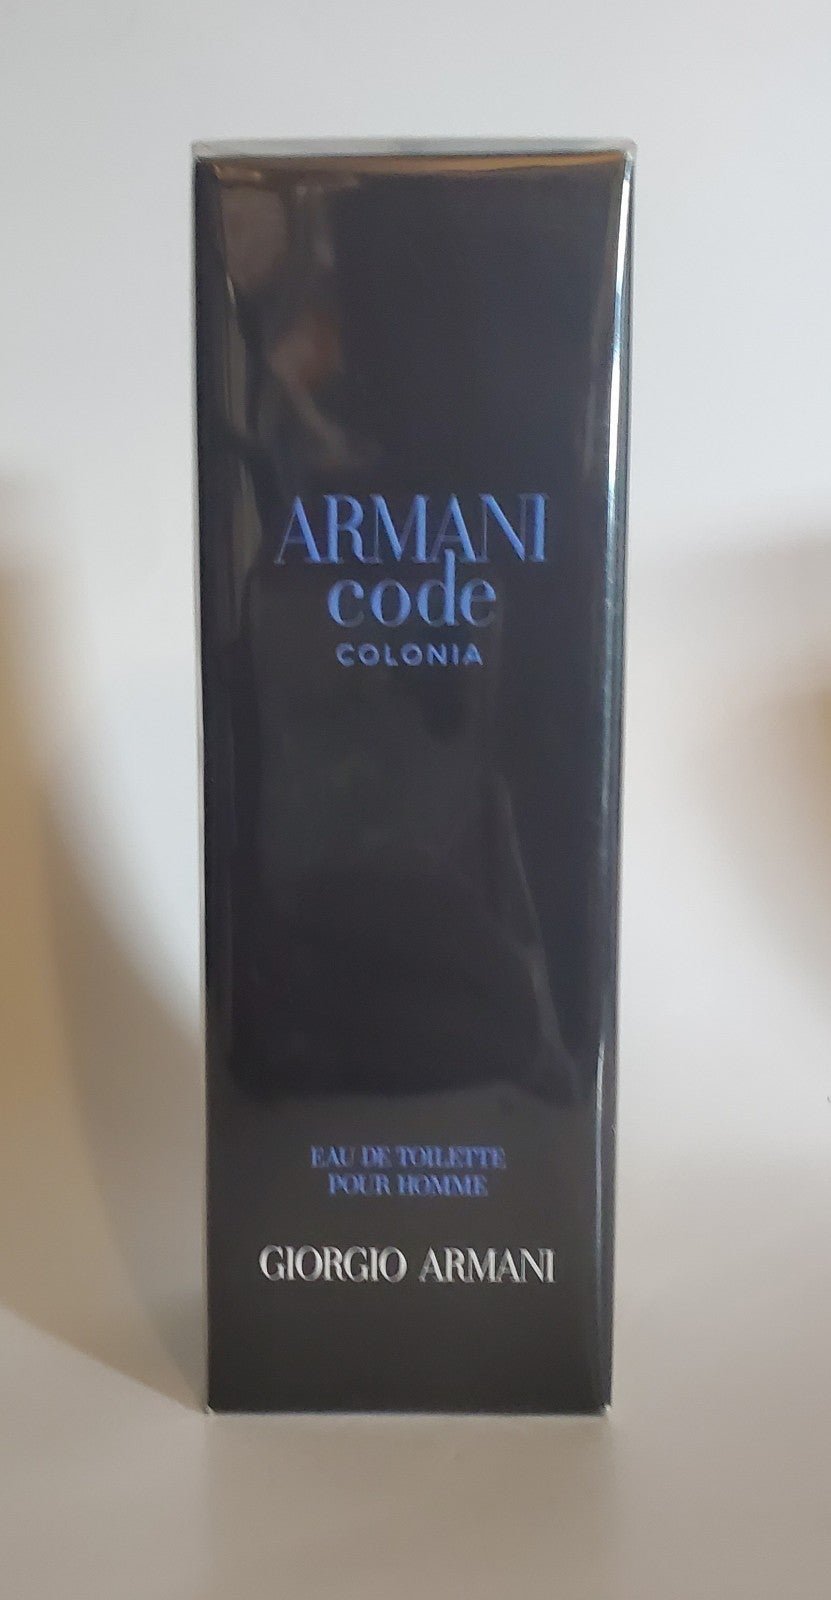 ARMANI
code
COLONIA
EAU DE TOILETTE
POUR HOMME
GIORGIO ARMANI